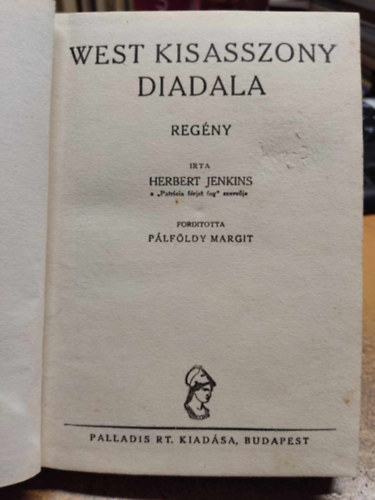 WEST KISASSZONY
DIADALA
REGÉNY
IRTA
HERBERT JENKINS
a „Patricia férjet fog" szerzője
FORDITOTTA
PÁLFÖLDY MARGIT
PALLADIS RT. KIADÁSA, BUDAPEST